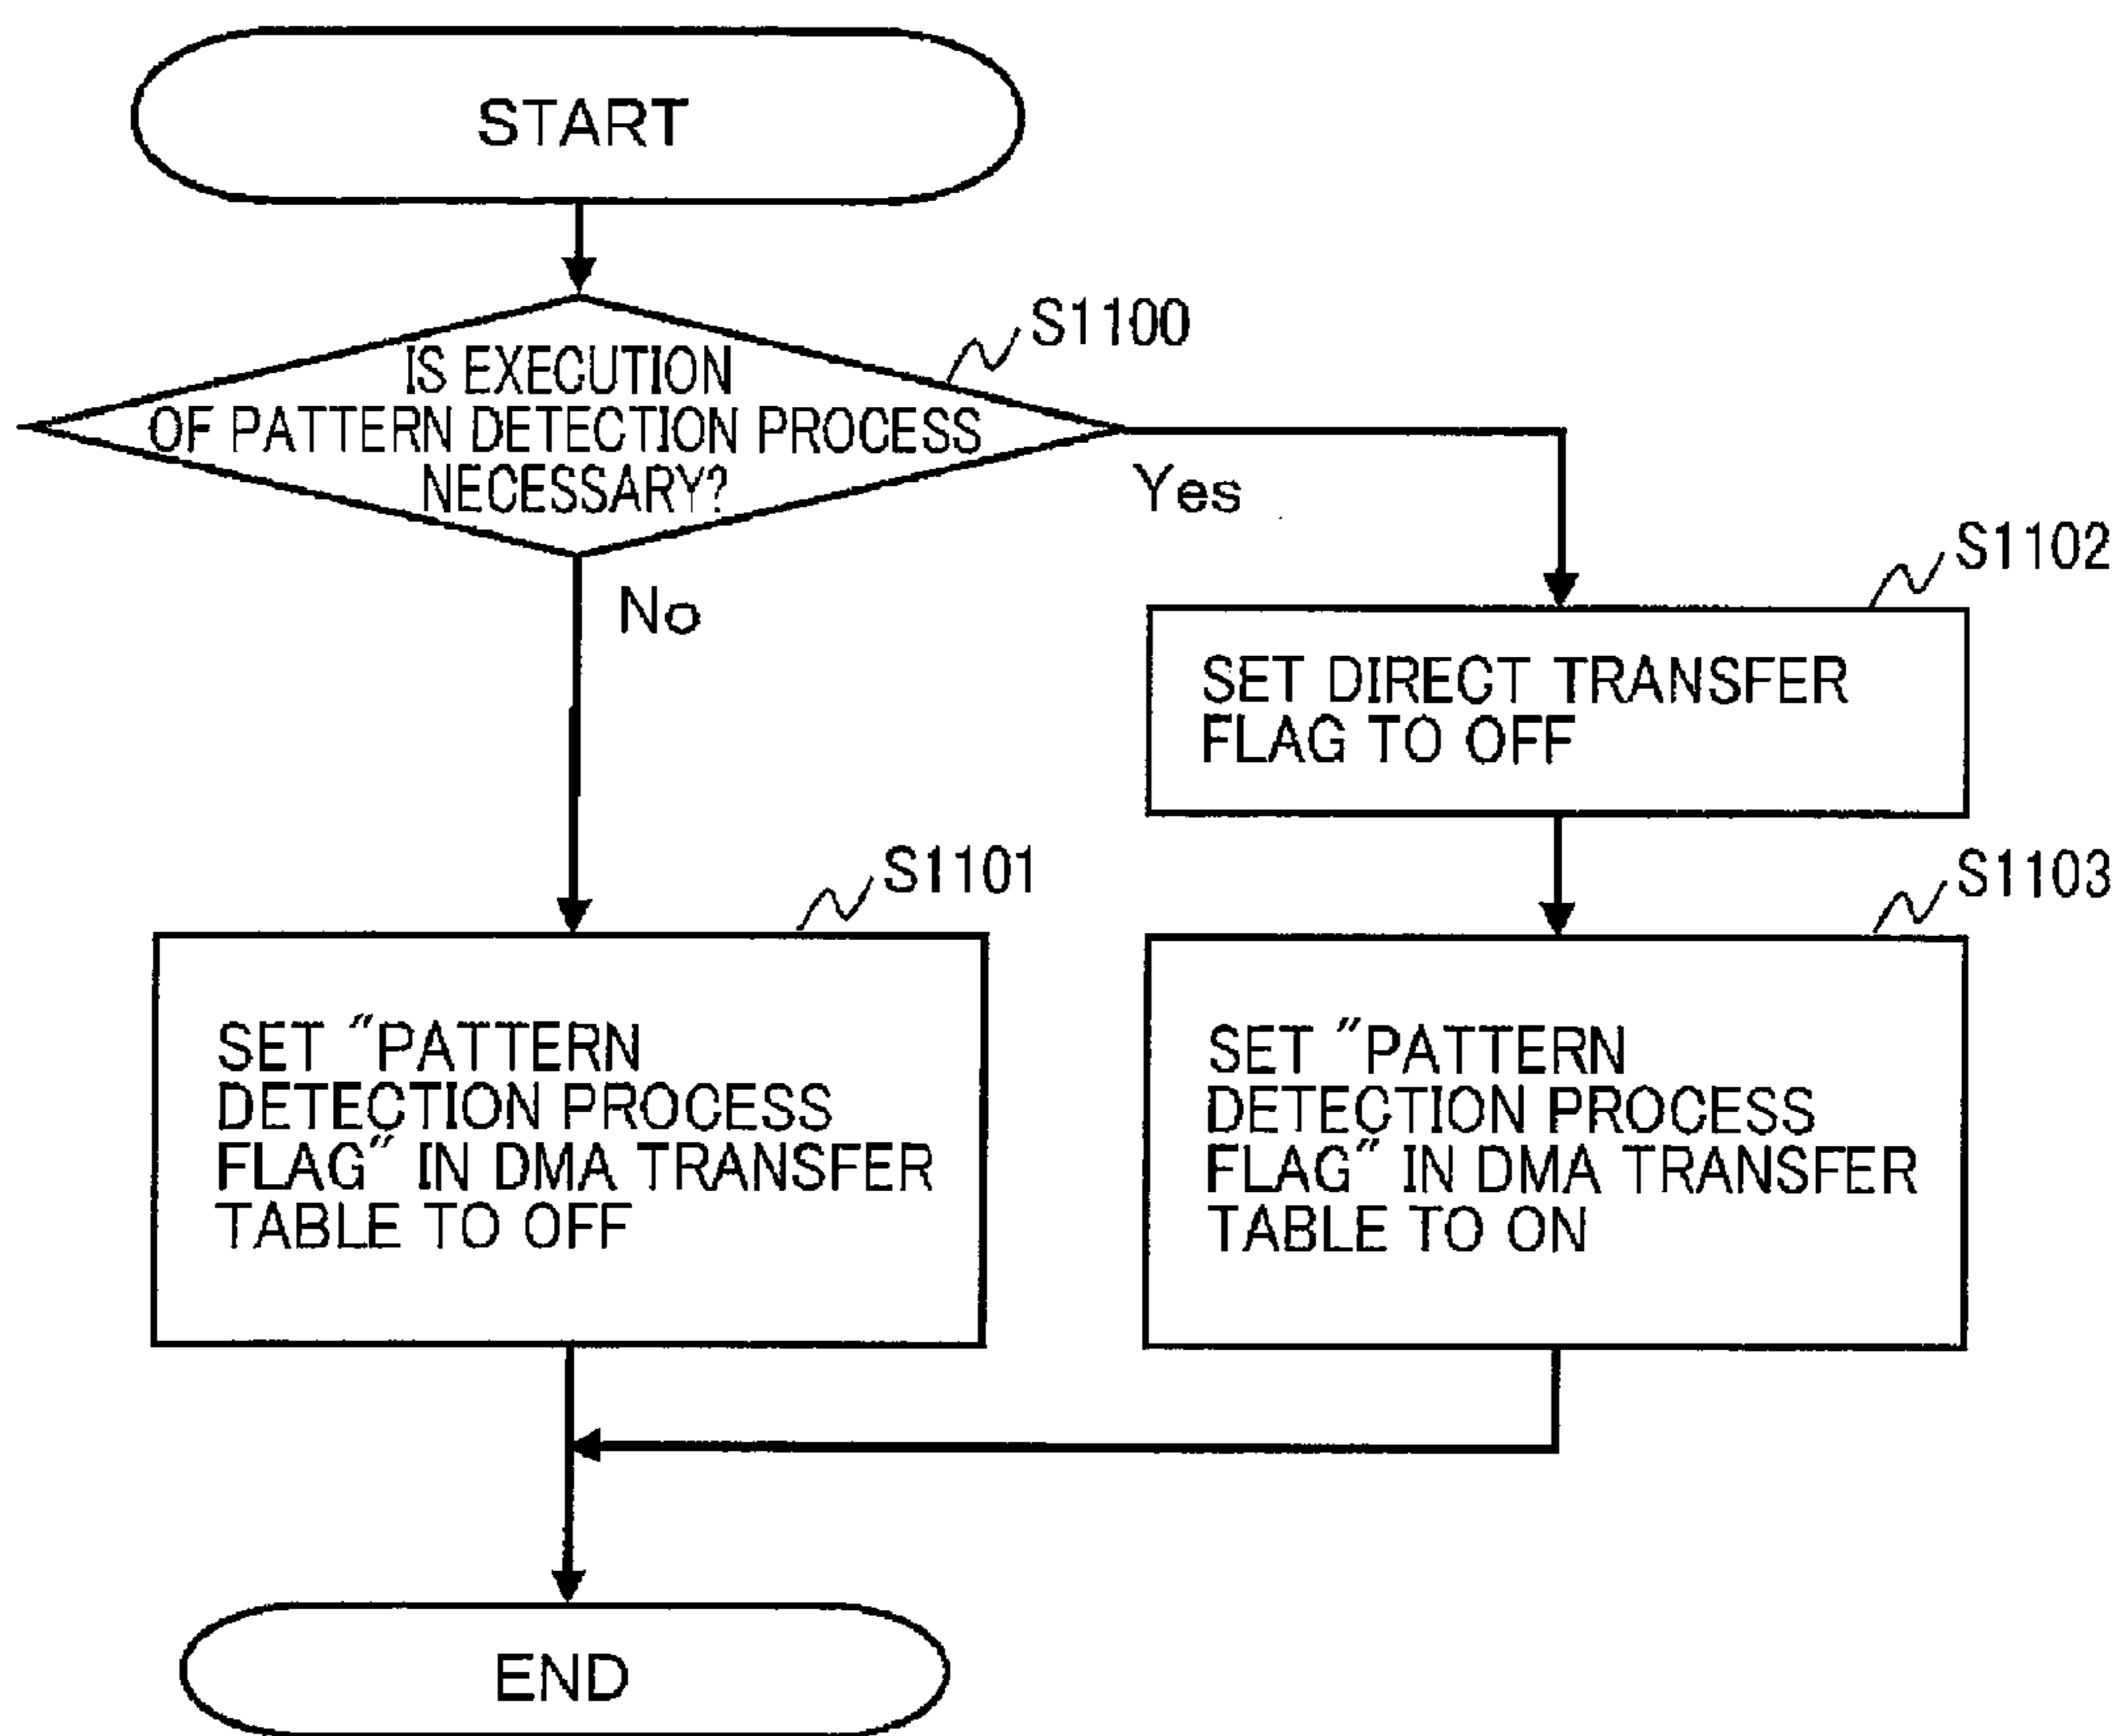 START
S1100
IS EXECUTION
OF PATTERN DETECTION PROCESS
NECESSARY?
Yes
No
S1102
SET DIRECT TRANSFER
FLAG TO OFF
S1101
SET "PATTERN
DETECTION PROCESS
FLAG" IN DMA TRANSFER
TABLE TO OFF
S1103
SET "PATTERN
DETECTION PROCESS
FLAG" IN DMA TRANSFER
TABLE TO ON
END